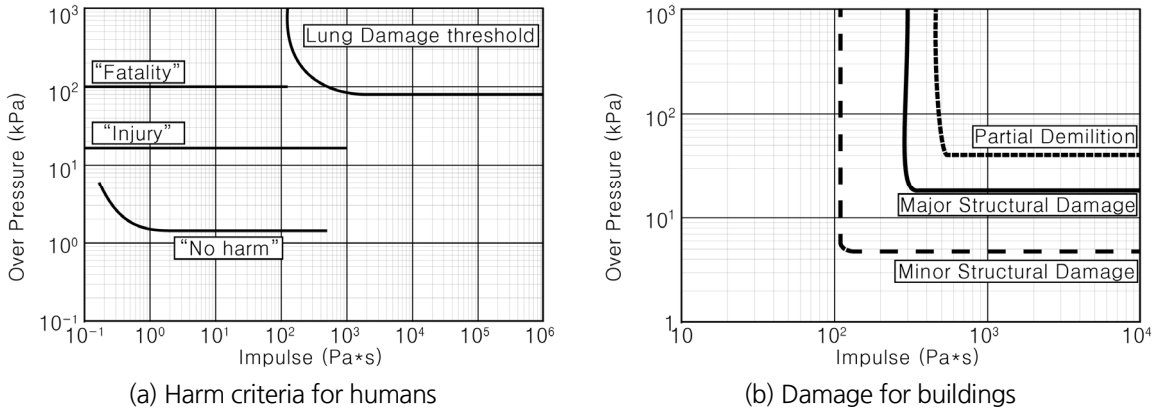 Over Pressure (kPa)
10³
10²
10¹
10⁰
10⁻¹
Lung Damage threshold
“Fatality”
“Injury”
“No harm”
10⁻¹ 10⁰ 10¹ 10² 10³ 10⁴ 10⁵ 10⁶
Impulse (Pa*s)
(a) Harm criteria for humans
Over Pressure (kPa)
10³
10²
10¹
1
Partial Demilition
Major Structural Damage
Minor Structural Damage
10 10² 10³ 10⁴
Impulse (Pa*s)
(b) Damage for buildings